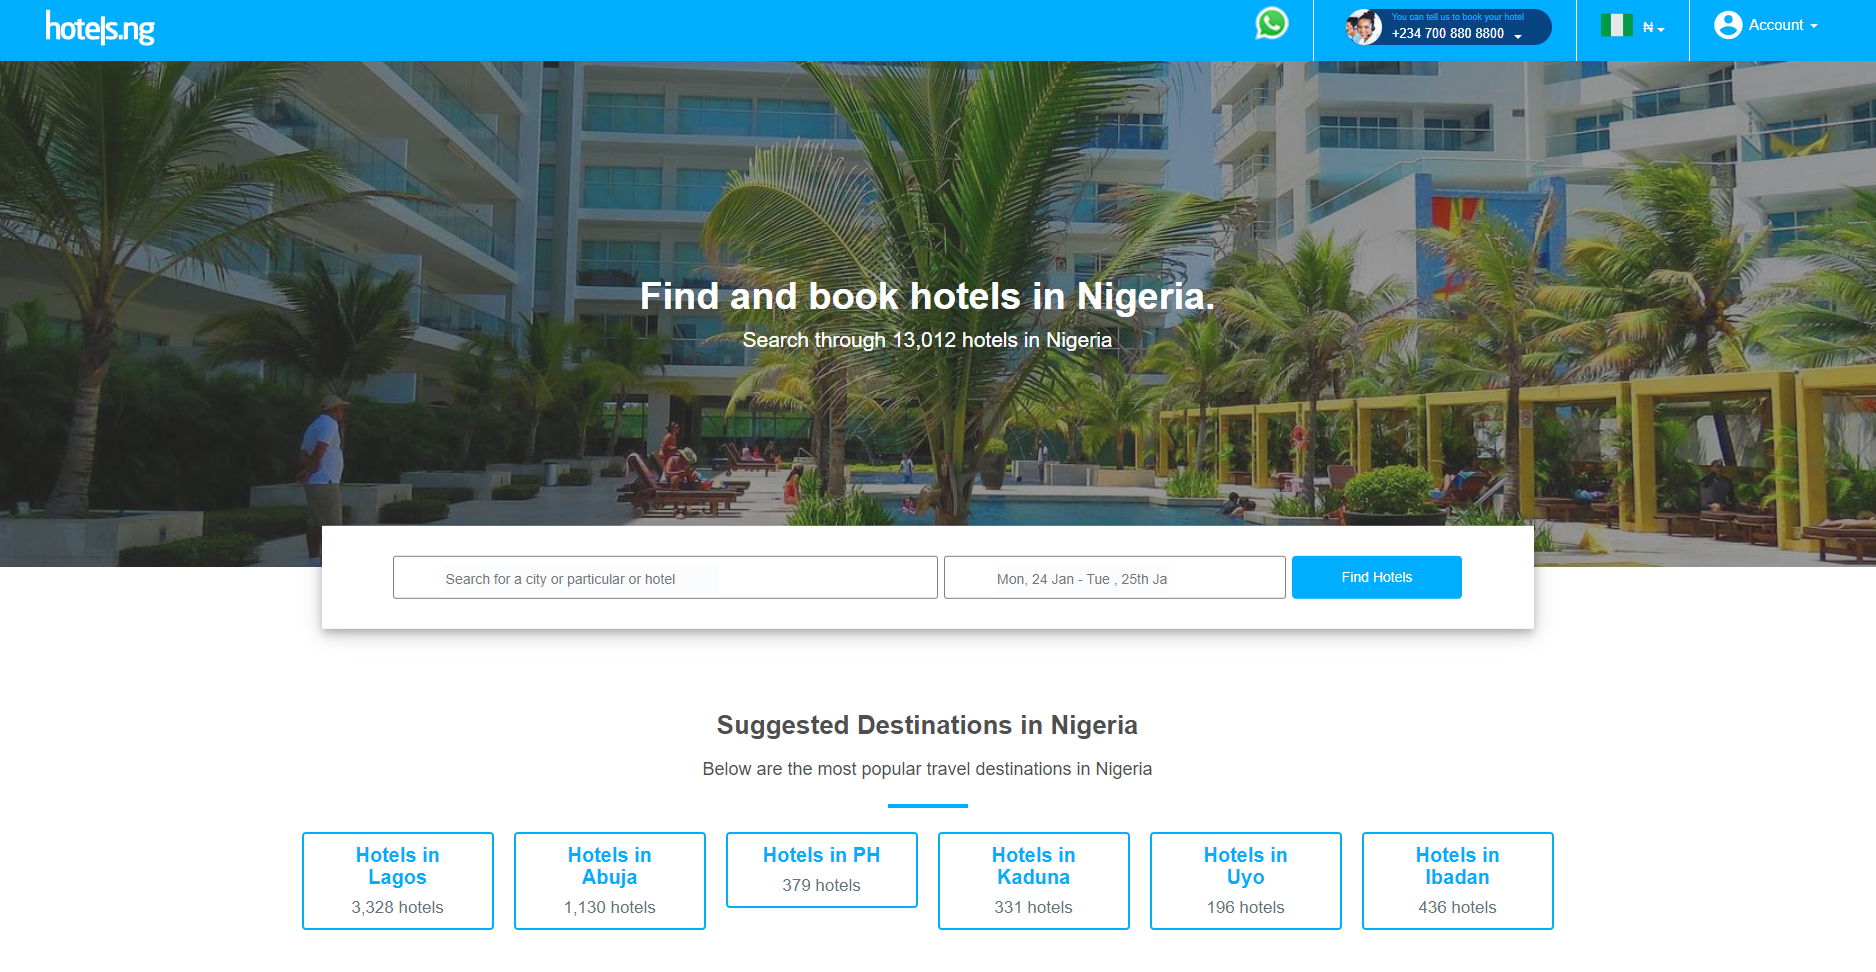 hotels.ng
You can tell us to book your hotel
+234 700 880 8800
₦
Account
Find and book hotels in Nigeria.
Search through 13,012 hotels in Nigeria
Search for a city or particular or hotel
Mon, 24 Jan - Tue , 25th Ja
Find Hotels
Suggested Destinations in Nigeria
Below are the most popular travel destinations in Nigeria
Hotels in
Lagos
3,328 hotels
Hotels in
Abuja
1,130 hotels
Hotels in PH
379 hotels
Hotels in
Kaduna
331 hotels
Hotels in
Uyo
196 hotels
Hotels in
Ibadan
436 hotels